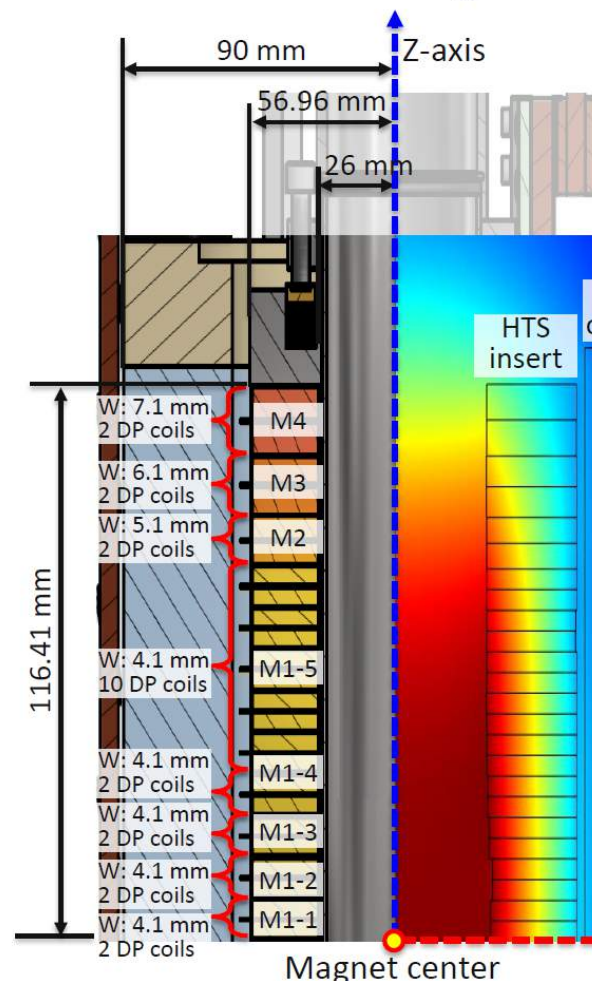 90 mm
Z-axis
56.96 mm
26 mm
HTS
insert
W: 7.1 mm
2 DP coils
M4
W: 6.1 mm
2 DP coils
M3
W: 5.1 mm
2 DP coils
M2
116.41 mm
W: 4.1 mm
10 DP coils
M1-5
W: 4.1 mm
2 DP coils
M1-4
W: 4.1 mm
2 DP coils
M1-3
W: 4.1 mm
2 DP coils
M1-2
W: 4.1 mm
2 DP coils
M1-1
Magnet center